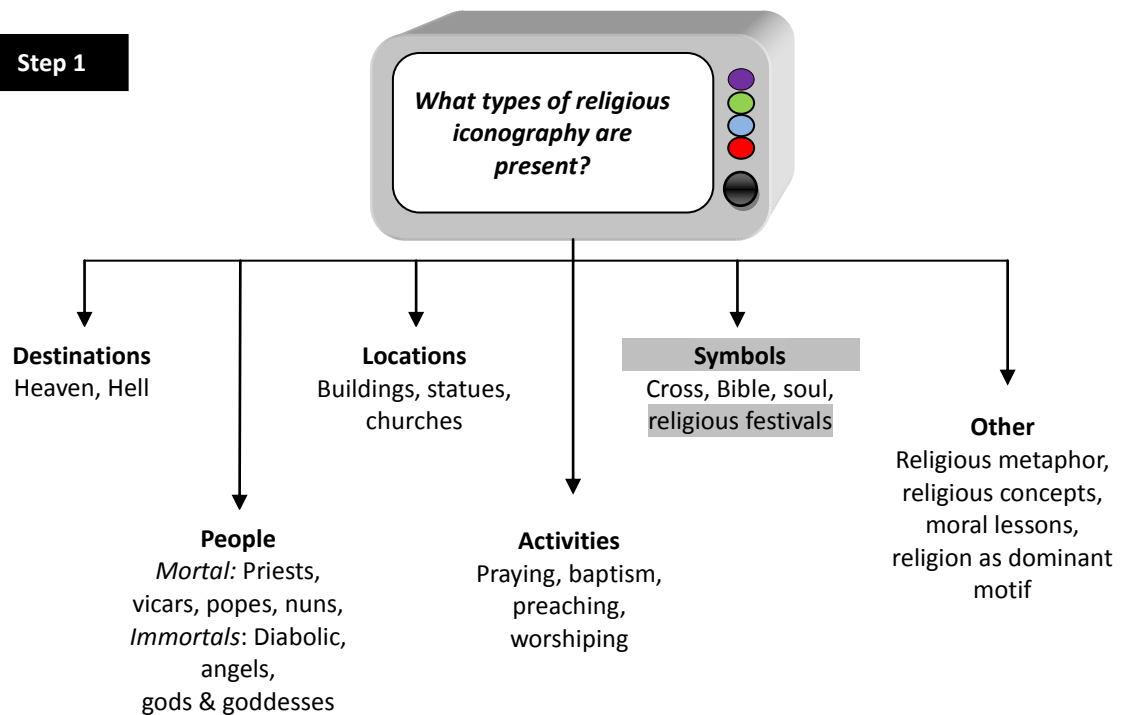 Step 1
What types of religious
iconography are
present?
Destinations
Heaven, Hell
Locations
Buildings, statues,
churches
Symbols
Cross, Bible, soul,
religious festivals
Other
Religious metaphor,
religious concepts,
moral lessons,
religion as dominant
motif
People
Mortal: Priests,
vicars, popes, nuns,
Immortals: Diabolic,
angels,
gods & goddesses
Activities
Praying, baptism,
preaching,
worshiping